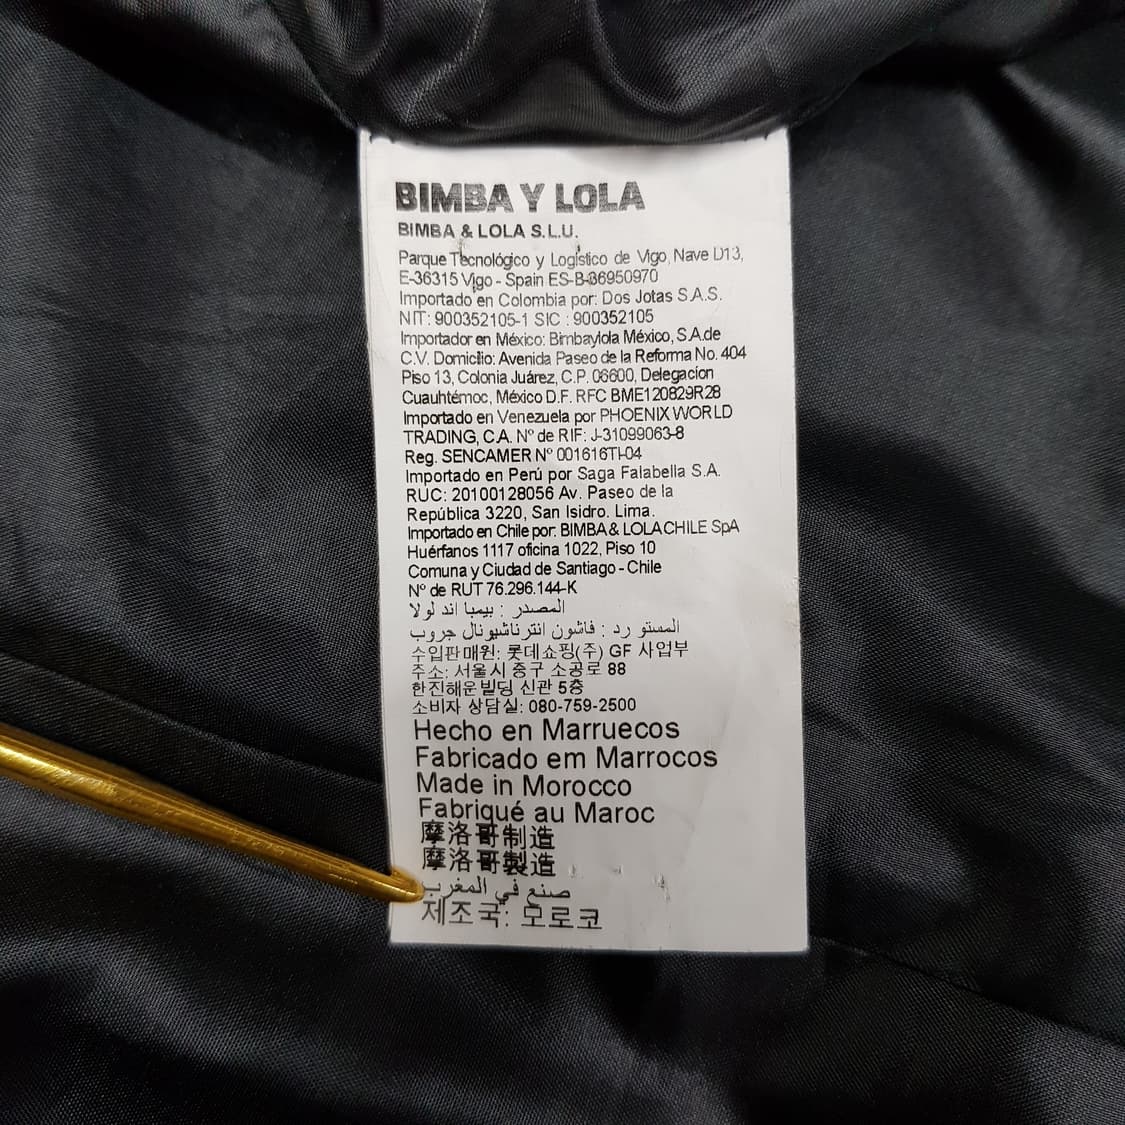 BIMBA Y LOLA
BIMBA & LOLA S.L.U.
Parque Tecnológico y Logístico de Vigo, Nave D13,
E-36315 Vigo - Spain ES-B-36950970
Importado en Colombia por: Dos Jotas S.A.S.
NIT: 900352105-1 SIC : 900352105
Importador en México: Bimbaylola México, S.A.de
C.V. Domicilio: Avenida Paseo de la Reforma No. 404
Piso 13, Colonia Juárez, C.P. 06600, Delegacion
Cuauhtémoc, México D.F. RFC BME120829R28
Importado en Venezuela por PHOENIX WORLD
TRADING, C.A. Nº de RIF: J-31099063-8
Reg. SENCAMER Nº 001616TI-04
Importado en Perú por Saga Falabella S.A.
RUC: 20100128056 Av. Paseo de la
República 3220, San Isidro. Lima.
Importado en Chile por: BIMBA & LOLA CHILE SpA
Huérfanos 1117 oficina 1022, Piso 10
Comuna y Ciudad de Santiago - Chile
Nº de RUT 76.296.144-K
المصدر : بيمبا اند لولا
المستو رد : فاشون انترناشيونال جروب
수입판매원: 롯데쇼핑(주) GF 사업부
주소: 서울시 중구 소공로 88
한진해운빌딩 신관 5층
소비자 상담실: 080-759-2500
Hecho en Marruecos
Fabricado em Marrocos
Made in Morocco
Fabriqué au Maroc
摩洛哥制造
摩洛哥製造
صنع في المغرب
제조국: 모로코